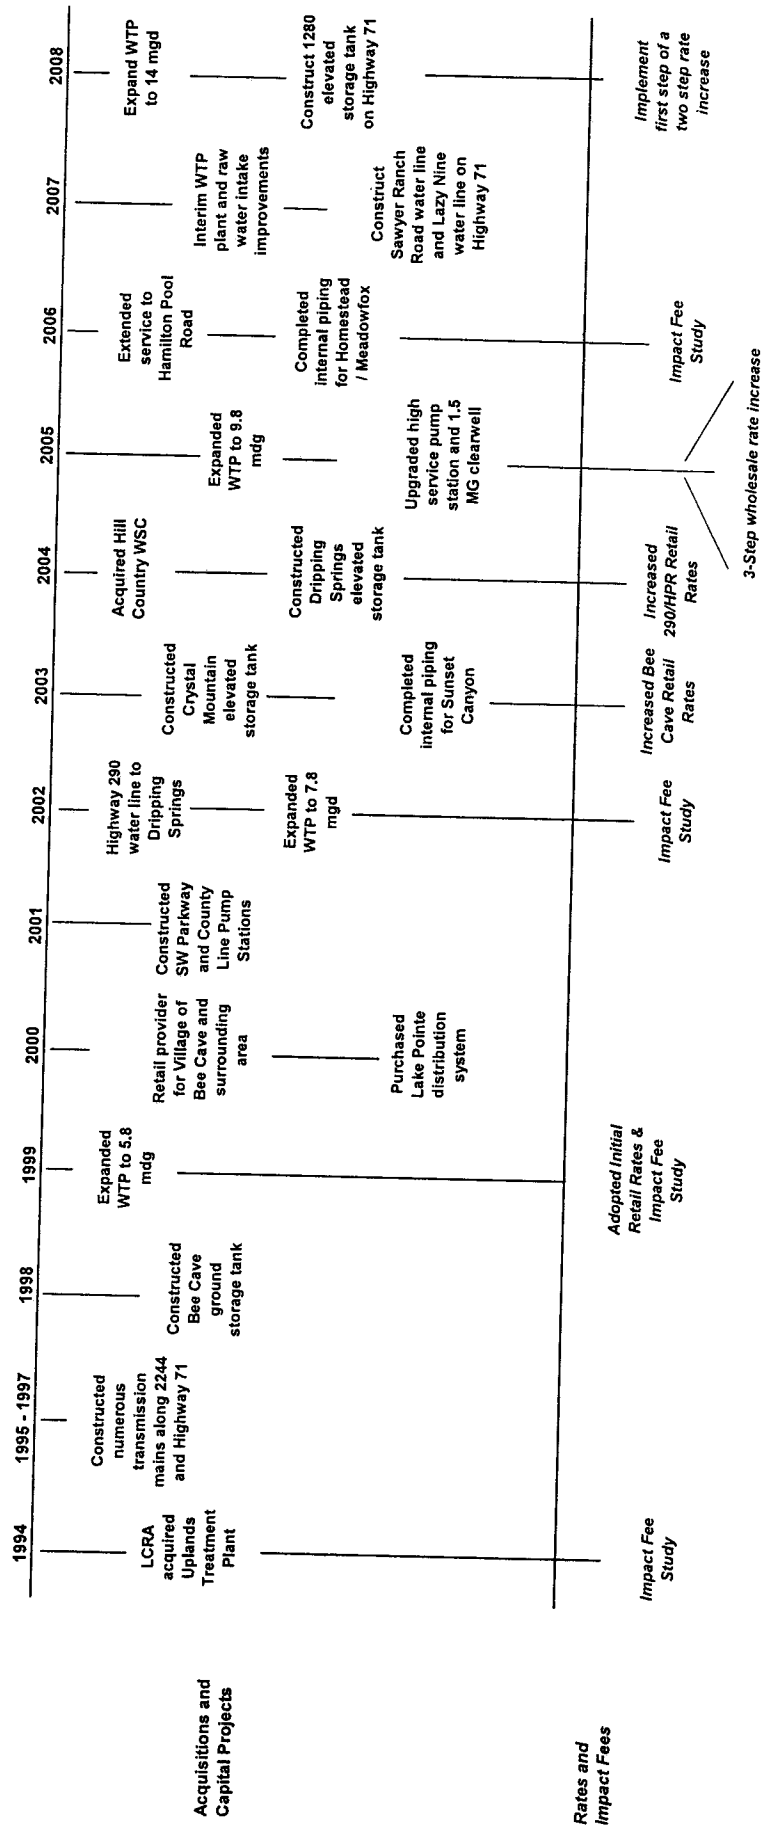 1994
1995 - 1997
1998
1999
2000
2001
2002
2003
2004
2005
2006
2007
2008
Acquisitions and
Capital Projects
LCRA
acquired
Uplands
Treatment
Plant
Constructed
numerous
transmission
mains along 2244
and Highway 71
Constructed
Bee Cave
ground
storage tank
Expanded
WTP to 5.8
mdg
Retail provider
for Village of
Bee Cave and
surrounding
area
Purchased
Lake Pointe
distribution
system
Constructed
SW Parkway
and County
Line Pump
Stations
Highway 290
water line to
Dripping
Springs
Expanded
WTP to 7.8
mgd
Constructed
Crystal
Mountain
elevated
storage tank
Completed
internal piping
for Sunset
Canyon
Acquired Hill
Country WSC
Constructed
Dripping
Springs
elevated
storage tank
Expanded
WTP to 9.8
mdg
Upgraded high
service pump
station and 1.5
MG clearwell
Extended
service to
Hamilton Pool
Road
Completed
internal piping
for Homestead
/ Meadowfox
Interim WTP
plant and raw
water intake
improvements
Construct
Sawyer Ranch
Road water line
and Lazy Nine
water line on
Highway 71
Expand WTP
to 14 mgd
Construct 1280
elevated
storage tank
on Highway 71
Rates and
Impact Fees
Impact Fee
Study
Adopted Initial
Retail Rates &
Impact Fee
Study
Impact Fee
Study
Increased Bee
Cave Retail
Rates
Increased
290/HPR Retail
Rates
3-Step wholesale rate increase
Impact Fee
Study
Implement
first step of a
two step rate
increase